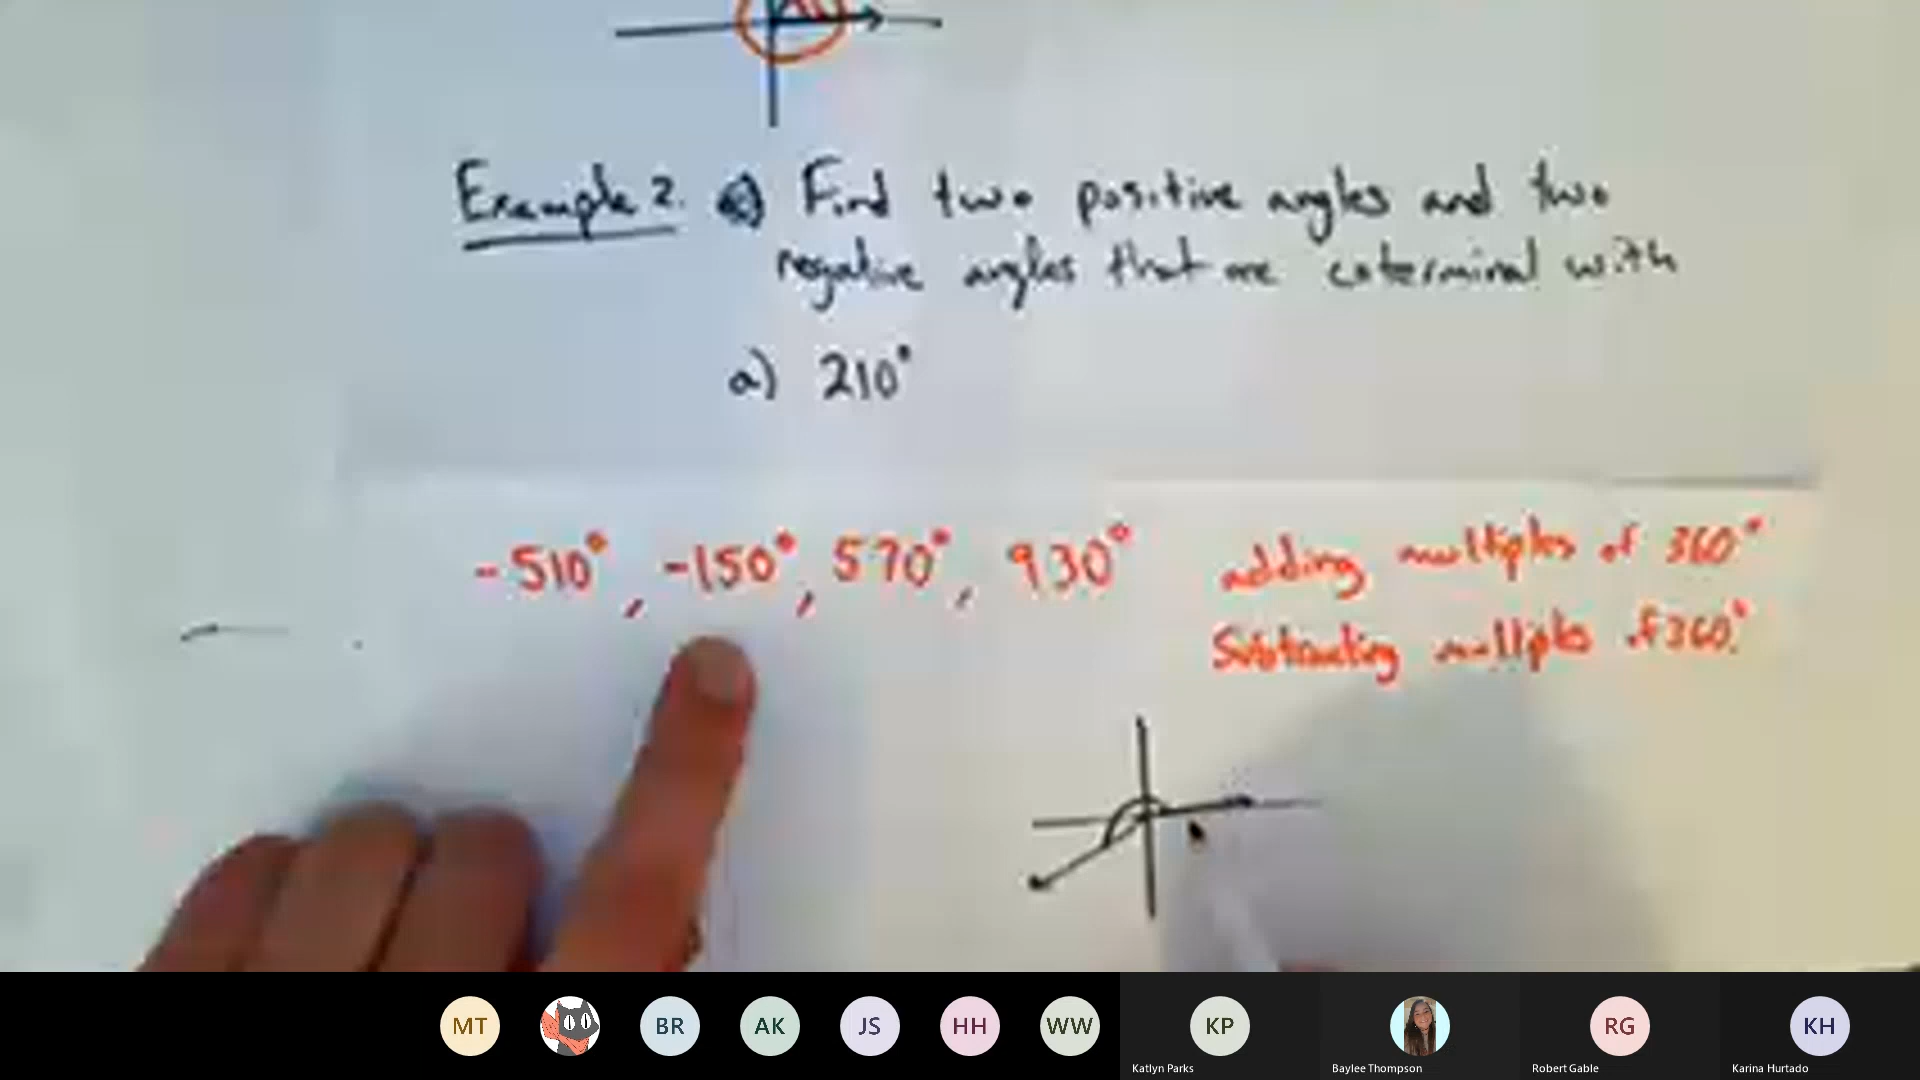 Example 2. Find two positive angles and two
negative angles that are coterminal with
a) 210°
-510°, -150°, 570°, 930° adding multiples of 360°
Subtracting multiples of 360°.
MT BR AK JS HH WW KP RG KH
Katlyn Parks Baylee Thompson Robert Gable Karina Hurtado